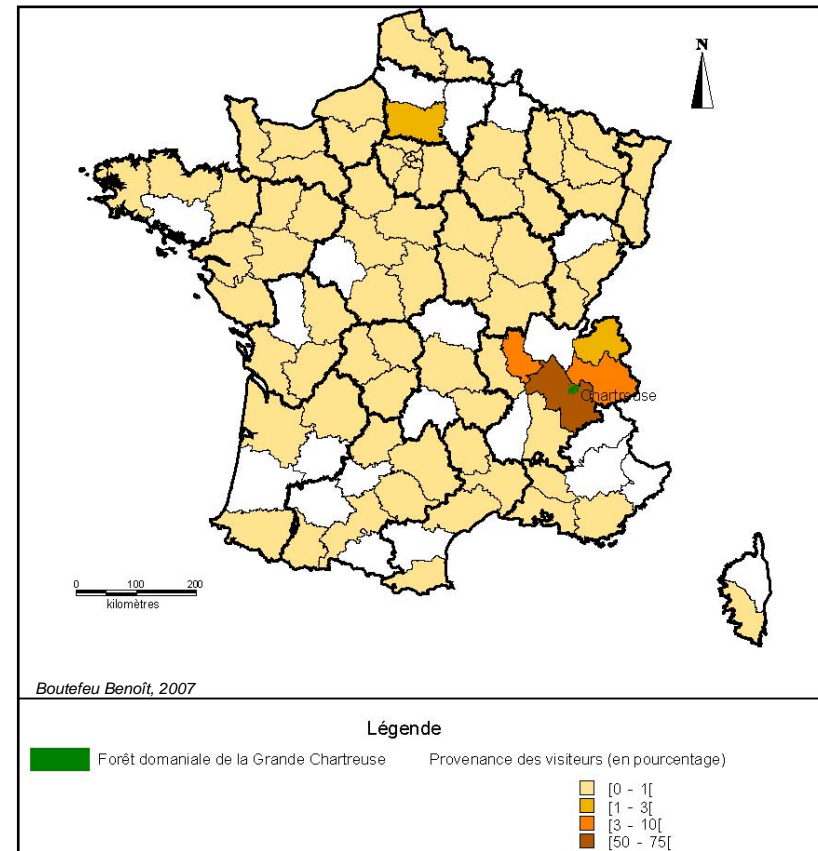 N
Chartreuse
0 100 200
kilomètres
Boutefeu Benoît, 2007
Légende
Forêt domaniale de la Grande Chartreuse Provenance des visiteurs (en pourcentage)
[0 - 1[
[1 - 3[
[3 - 10[
[50 - 75[